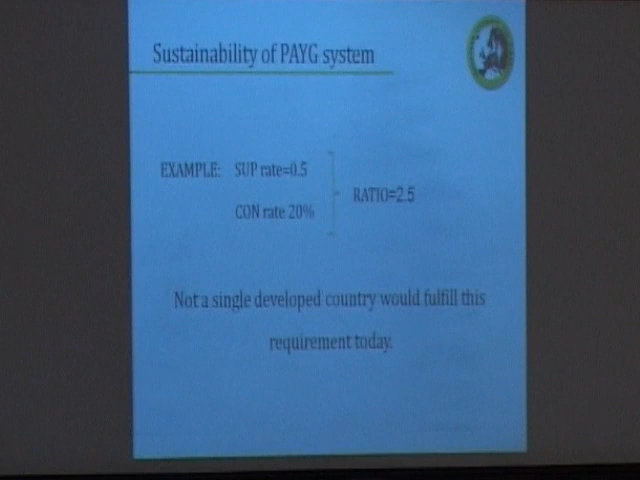 Sustainability of PAYG system
EXAMPLE: SUP rate=0.5
CON rate 20%
RATIO=2.5
Not a single developed country would fulfill this
requirement today.